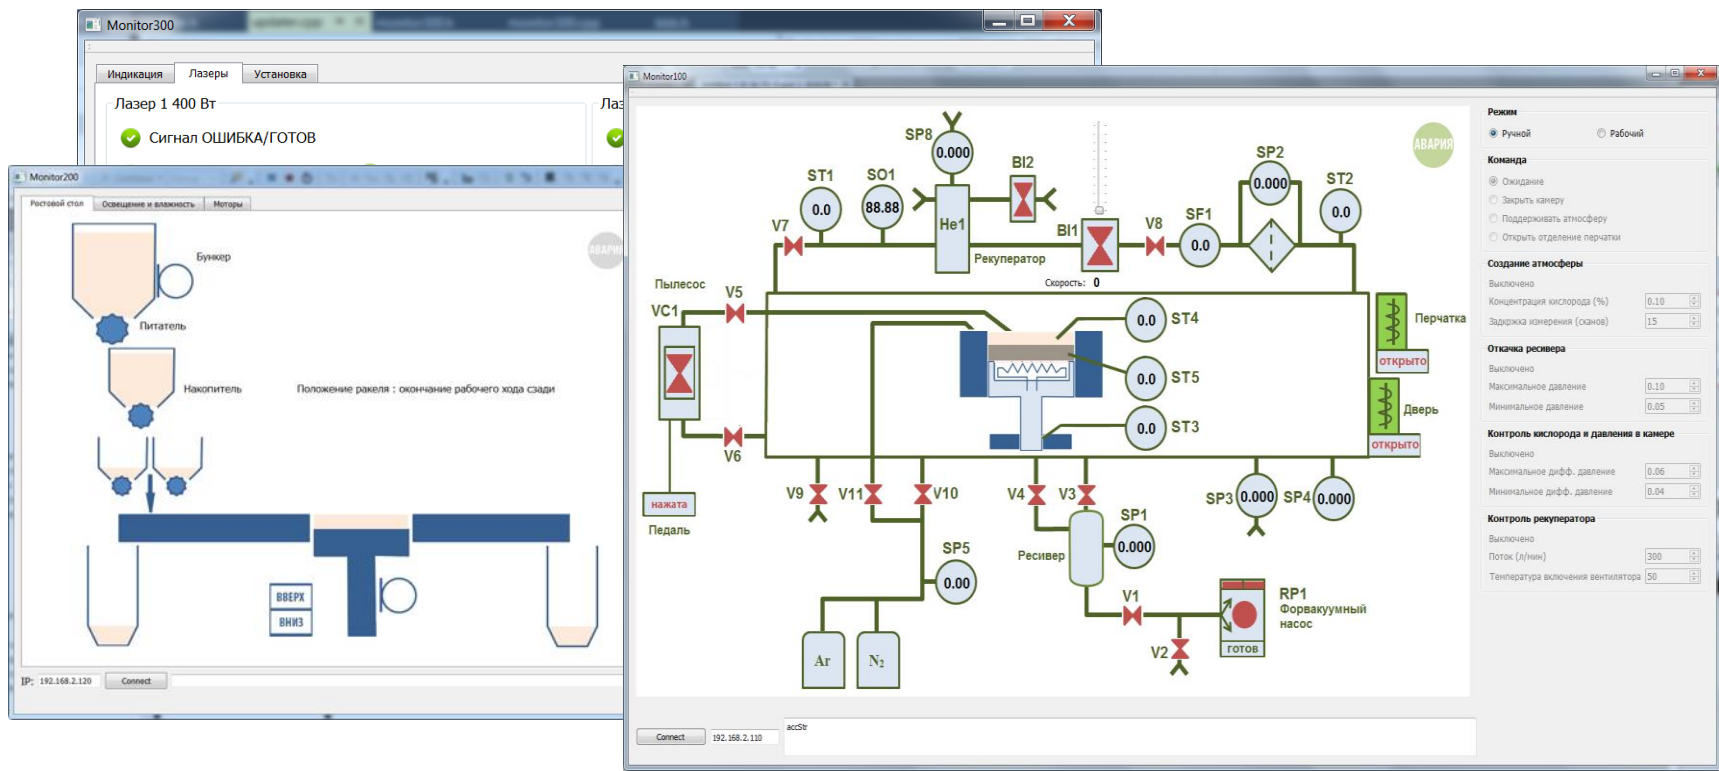 Monitor300
Индикация
Лазеры
Установка
Лазер 1 400 Вт
Лаз
Сигнал ОШИБКА/ГОТОВ
Monitor200
Ростовой стол
Освещение и влажность
Моторы
АВАРИЯ
Бункер
Питатель
Накопитель
Положение ракеля : окончание рабочего хода сзади
ВВЕРХ
ВНИЗ
IP: 192.168.2.120
Connect
Monitor100
АВАРИЯ
SP8
0.000
BI2
SP2
0.000
ST1
0.0
SO1
88.88
ST2
0.0
V7
He1
BI1
V8
SF1
0.0
Рекуператор
Скорость: 0
Пылесос
VC1
V5
V6
0.0 ST4
0.0 ST5
0.0 ST3
Перчатка
открыто
Дверь
открыто
нажата
Педаль
V9
V11
V10
V4
V3
SP3 0.000
SP4 0.000
SP1
0.000
Ресивер
SP5
0.00
V1
V2
RP1
Форвакуумный
насос
готов
Ar
N₂
Connect
192.168.2.110
accStr
Режим
Ручной
Рабочий
Команда
Ожидание
Закрыть камеру
Поддерживать атмосферу
Открыть отделение перчатки
Создание атмосферы
Выключено
Концентрация кислорода (%) 0.10
Задкржка измерения (сканов) 15
Откачка ресивера
Выключено
Максимальное давление 0.10
Минимальное давление 0.05
Контроль кислорода и давления в камере
Выключено
Максимальное дифф. давление 0.06
Минимальное дифф. давление 0.04
Контроль рекуператора
Выключено
Поток (л/мин) 300
Температура включения вентилятора 50